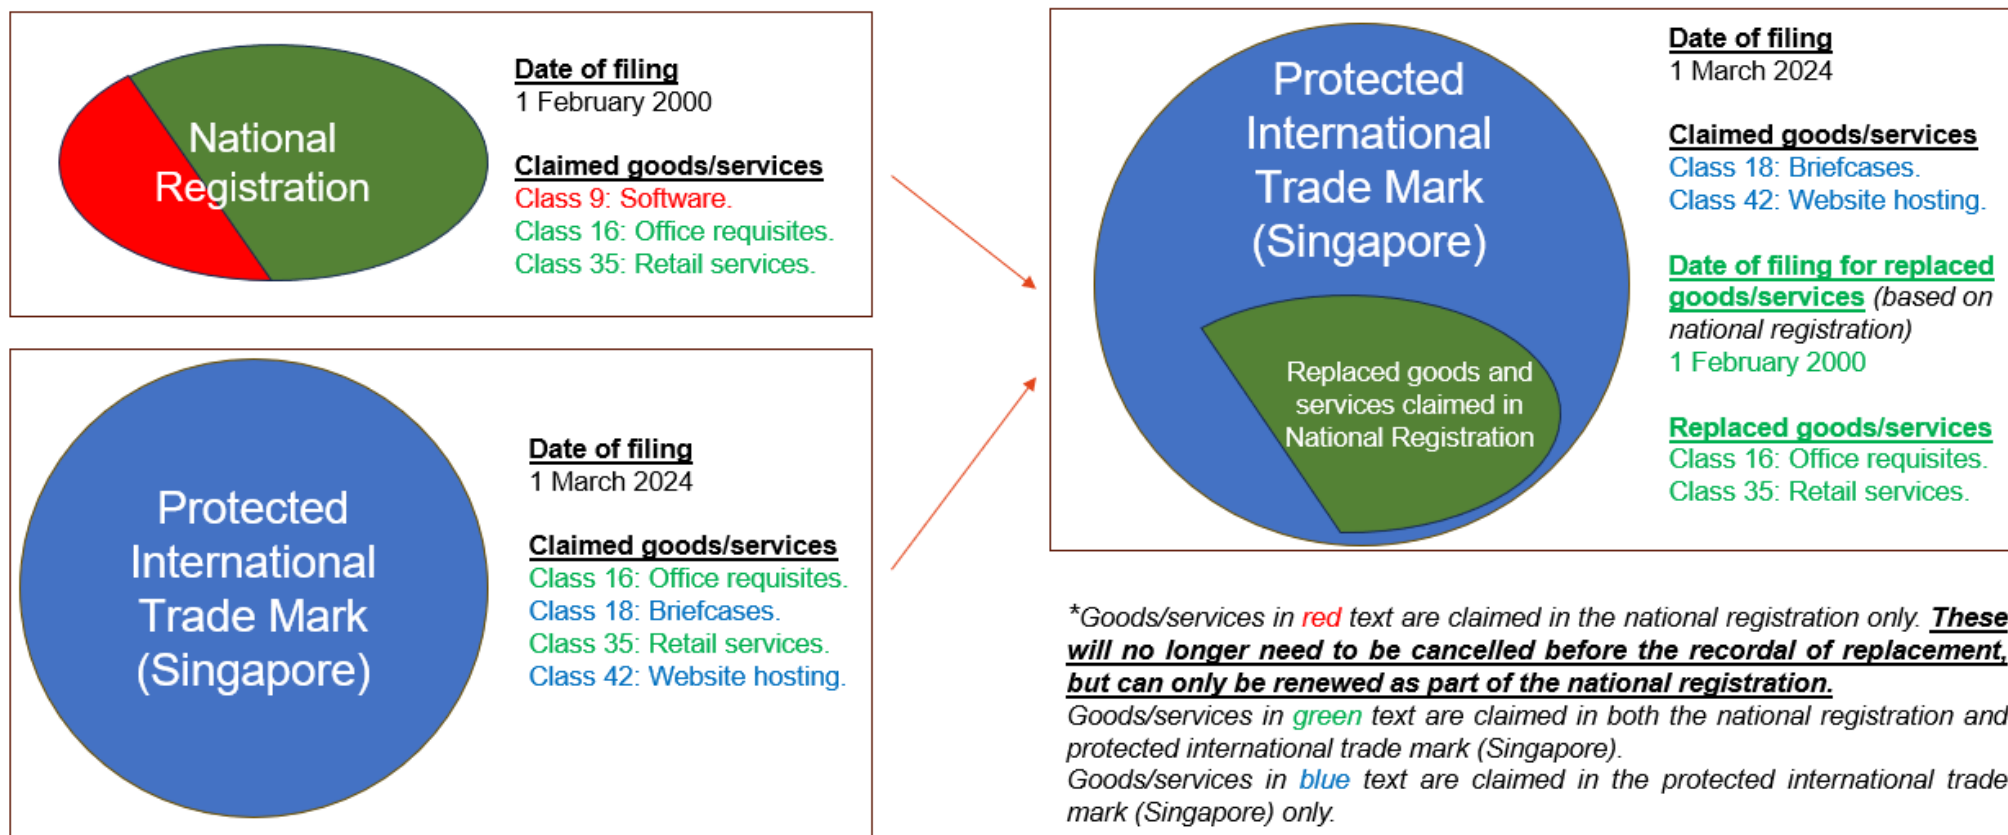 National
Registration
Date of filing
1 February 2000
Claimed goods/services
Class 9: Software.
Class 16: Office requisites.
Class 35: Retail services.
Protected
International
Trade Mark
(Singapore)
Date of filing
1 March 2024
Claimed goods/services
Class 16: Office requisites.
Class 18: Briefcases.
Class 35: Retail services.
Class 42: Website hosting.
Protected
International
Trade Mark
(Singapore)
Replaced goods and
services claimed in
National Registration
Date of filing
1 March 2024
Claimed goods/services
Class 18: Briefcases.
Class 42: Website hosting.
Date of filing for replaced
goods/services (based on
national registration)
1 February 2000
Replaced goods/services
Class 16: Office requisites.
Class 35: Retail services.
*Goods/services in red text are claimed in the national registration only. These
will no longer need to be cancelled before the recordal of replacement,
but can only be renewed as part of the national registration.
Goods/services in green text are claimed in both the national registration and
protected international trade mark (Singapore).
Goods/services in blue text are claimed in the protected international trade
mark (Singapore) only.